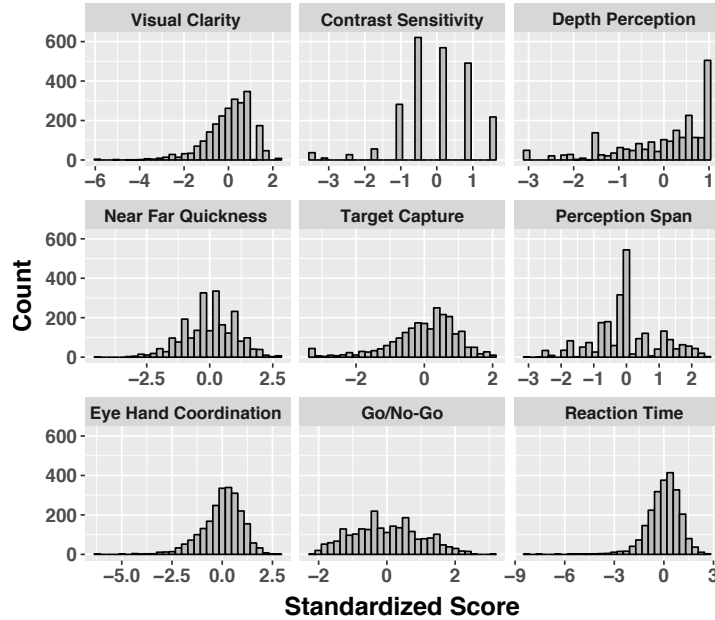 Visual Clarity Contrast Sensitivity Depth Perception
600
400
200
0
−6 −4 −2 0 2 −3 −2 −1 0 1 −3 −2 −1 0 1
Near Far Quickness Target Capture Perception Span
600
400
200
0
−2.5 0.0 2.5 −2 0 2 −3 −2 −1 0 1 2
Count
Eye Hand Coordination Go/No-Go Reaction Time
600
400
200
0
−5.0 −2.5 0.0 2.5 −2 0 2 −9 −6 −3 0 3
Standardized Score